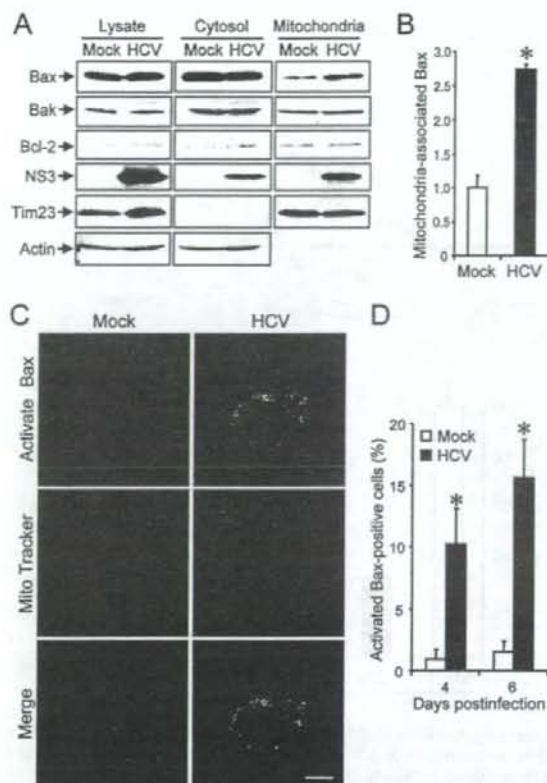 A
Lysate Cytosol Mitochondria
Mock HCV Mock HCV Mock HCV
Bax
Bak
Bcl-2
NS3
Tim23
Actin
B
Mitochondria-associated Bax
3.0
2.5
2.0
1.5
1.0
0.5
0.0
*
Mock HCV
C
Mock HCV
Activate Bax
Mito Tracker
Merge
D
Activated Bax-positive cells (%)
20
15
10
5
0
Mock
HCV
*
*
4 6
Days postinfection